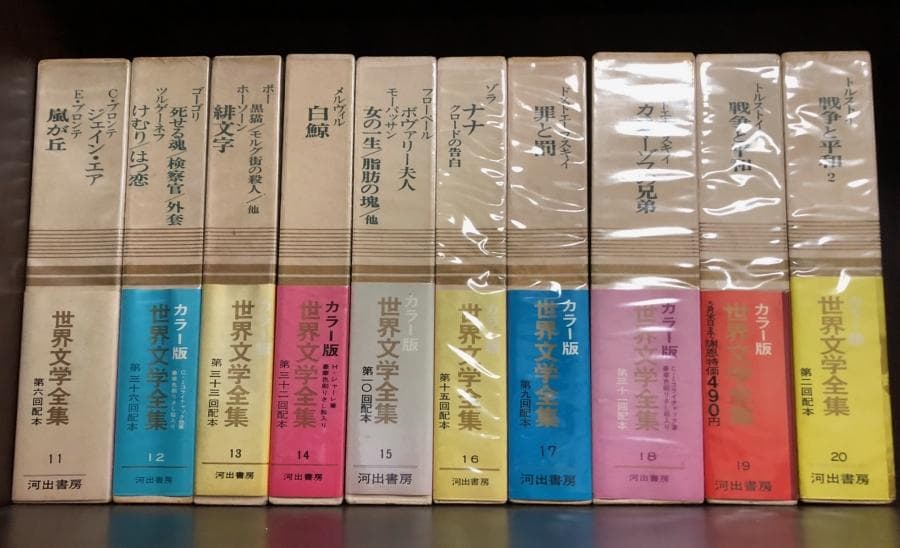 C・ブロンテ
ジェイン・エア
E・ブロンテ
嵐が丘
世界文学全集
第六回配本
11
河出書房
ゴーゴリ
死せる魂/検察官/外套
ツルゲーネフ
けむり/はつ恋
カラー版
世界文学全集
第三十六回配本
12
河出書房
ポー
黒猫/モルグ街の殺人/他
ホーソーン
緋文字
世界文学全集
第三十三回配本
13
河出書房
メルヴィル
白鯨
カラー版
世界文学全集
第三十二回配本
14
河出書房
フローベール
ボヴァリー夫人
モーパッサン
女の一生/脂肪の塊/他
カラー版
世界文学全集
第二〇回配本
15
河出書房
ゾラ
ナナ
クロードの告白
世界文学全集
第十五回配本
16
河出書房
ドストエーフスキイ
罪と罰
カラー版
世界文学全集
第九回配本
17
河出書房
カラマーゾフの兄弟
カラー版
世界文学全集
18
河出書房
トルストイ
戦争と平和
カラー版
世界文学全集
謝恩特価490円
19
河出書房
トルストイ
戦争と平和 2
世界文学全集
第二回配本
20
河出書房